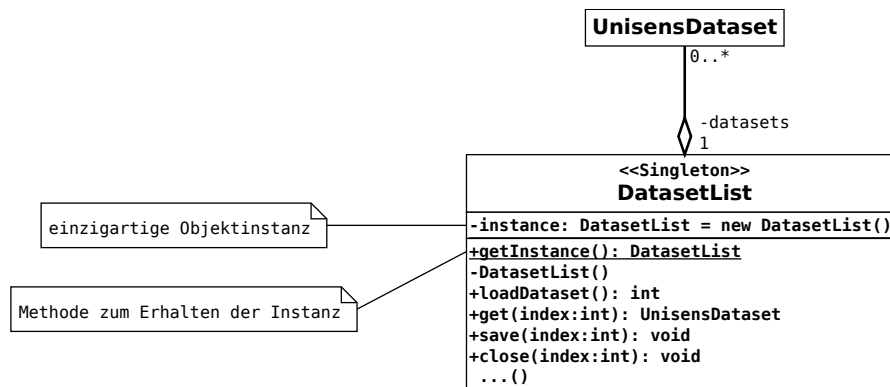 UnisensDataset
0..*
-datasets
1
<<Singleton>>
DatasetList
einzigartige Objektinstanz
-instance: DatasetList = new DatasetList()
+getInstance(): DatasetList
-DatasetList()
Methode zum Erhalten der Instanz
+loadDataset(): int
+get(index:int): UnisensDataset
+save(index:int): void
+close(index:int): void
...()